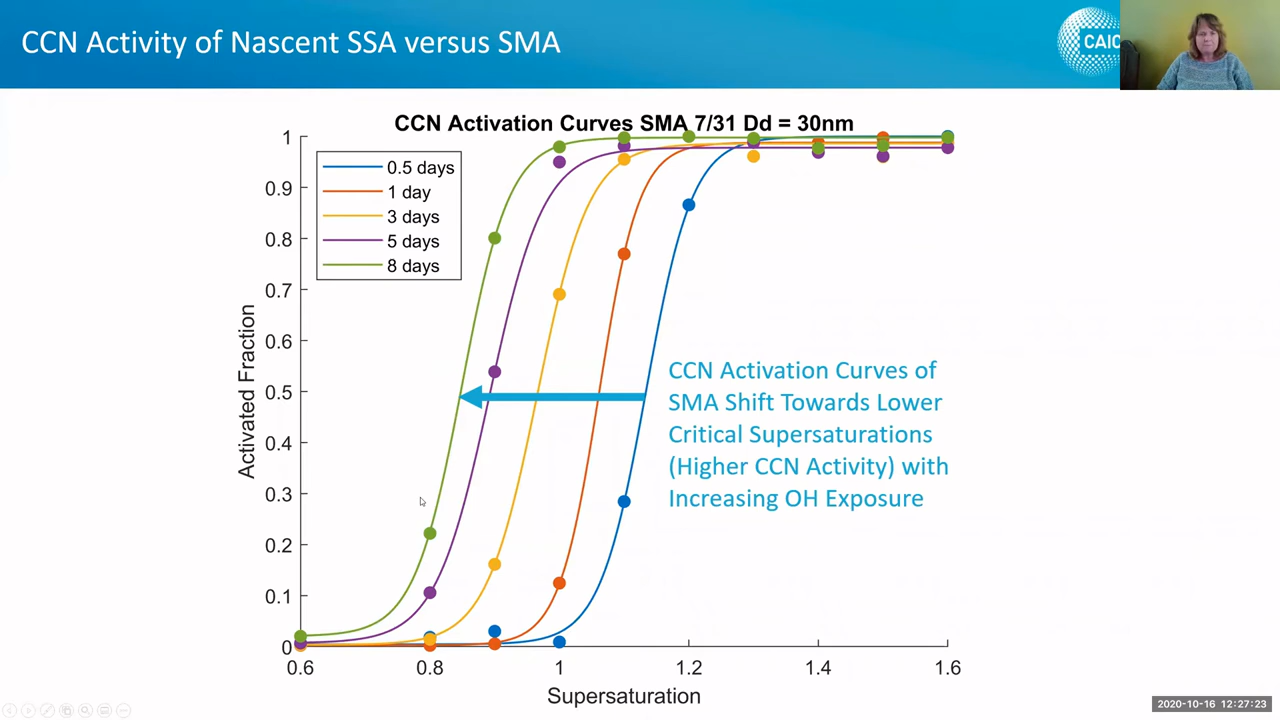 CCN Activity of Nascent SSA versus SMA
CAIC
CCN Activation Curves SMA 7/31 Dd = 30nm
0.5 days
1 day
3 days
5 days
8 days
1
0.9
0.8
0.7
0.6
0.5
0.4
0.3
0.2
0.1
0
Activated Fraction
CCN Activation Curves of
SMA Shift Towards Lower
Critical Supersaturations
(Higher CCN Activity) with
Increasing OH Exposure
0.6 0.8 1 1.2 1.4 1.6
Supersaturation
2020-10-16 12:27:23